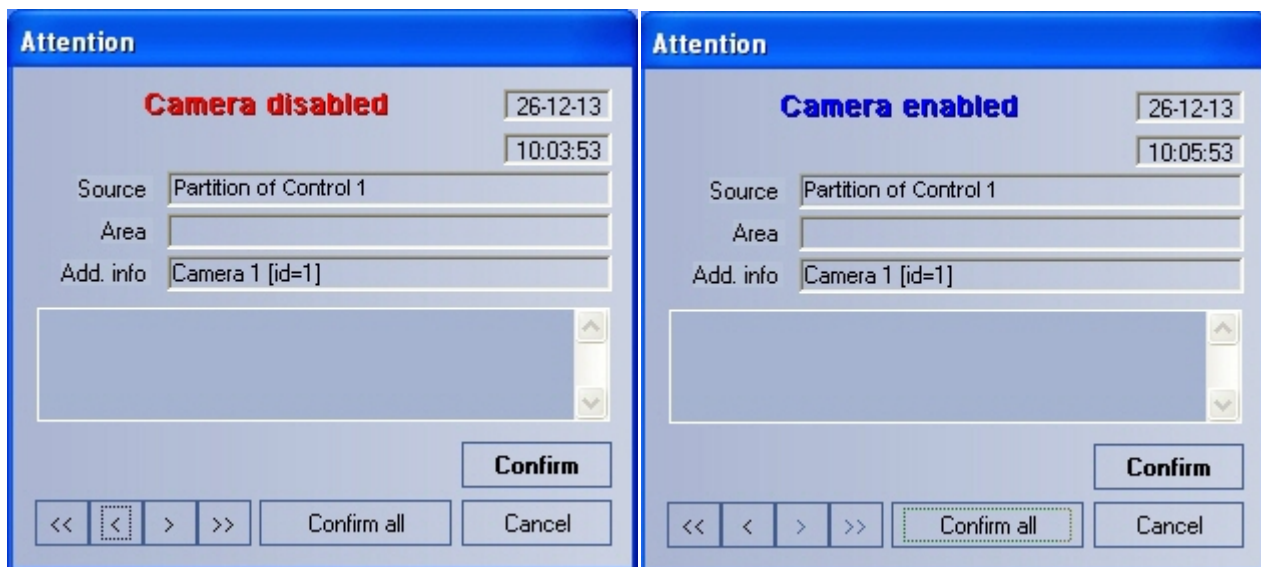 Attention
Camera disabled 26-12-13
10:03:53
Source Partition of Control 1
Area
Add. info Camera 1 [id=1]
Confirm
<< < > >> Confirm all Cancel
Attention
Camera enabled 26-12-13
10:05:53
Source Partition of Control 1
Area
Add. info Camera 1 [id=1]
Confirm
<< < > >> Confirm all Cancel